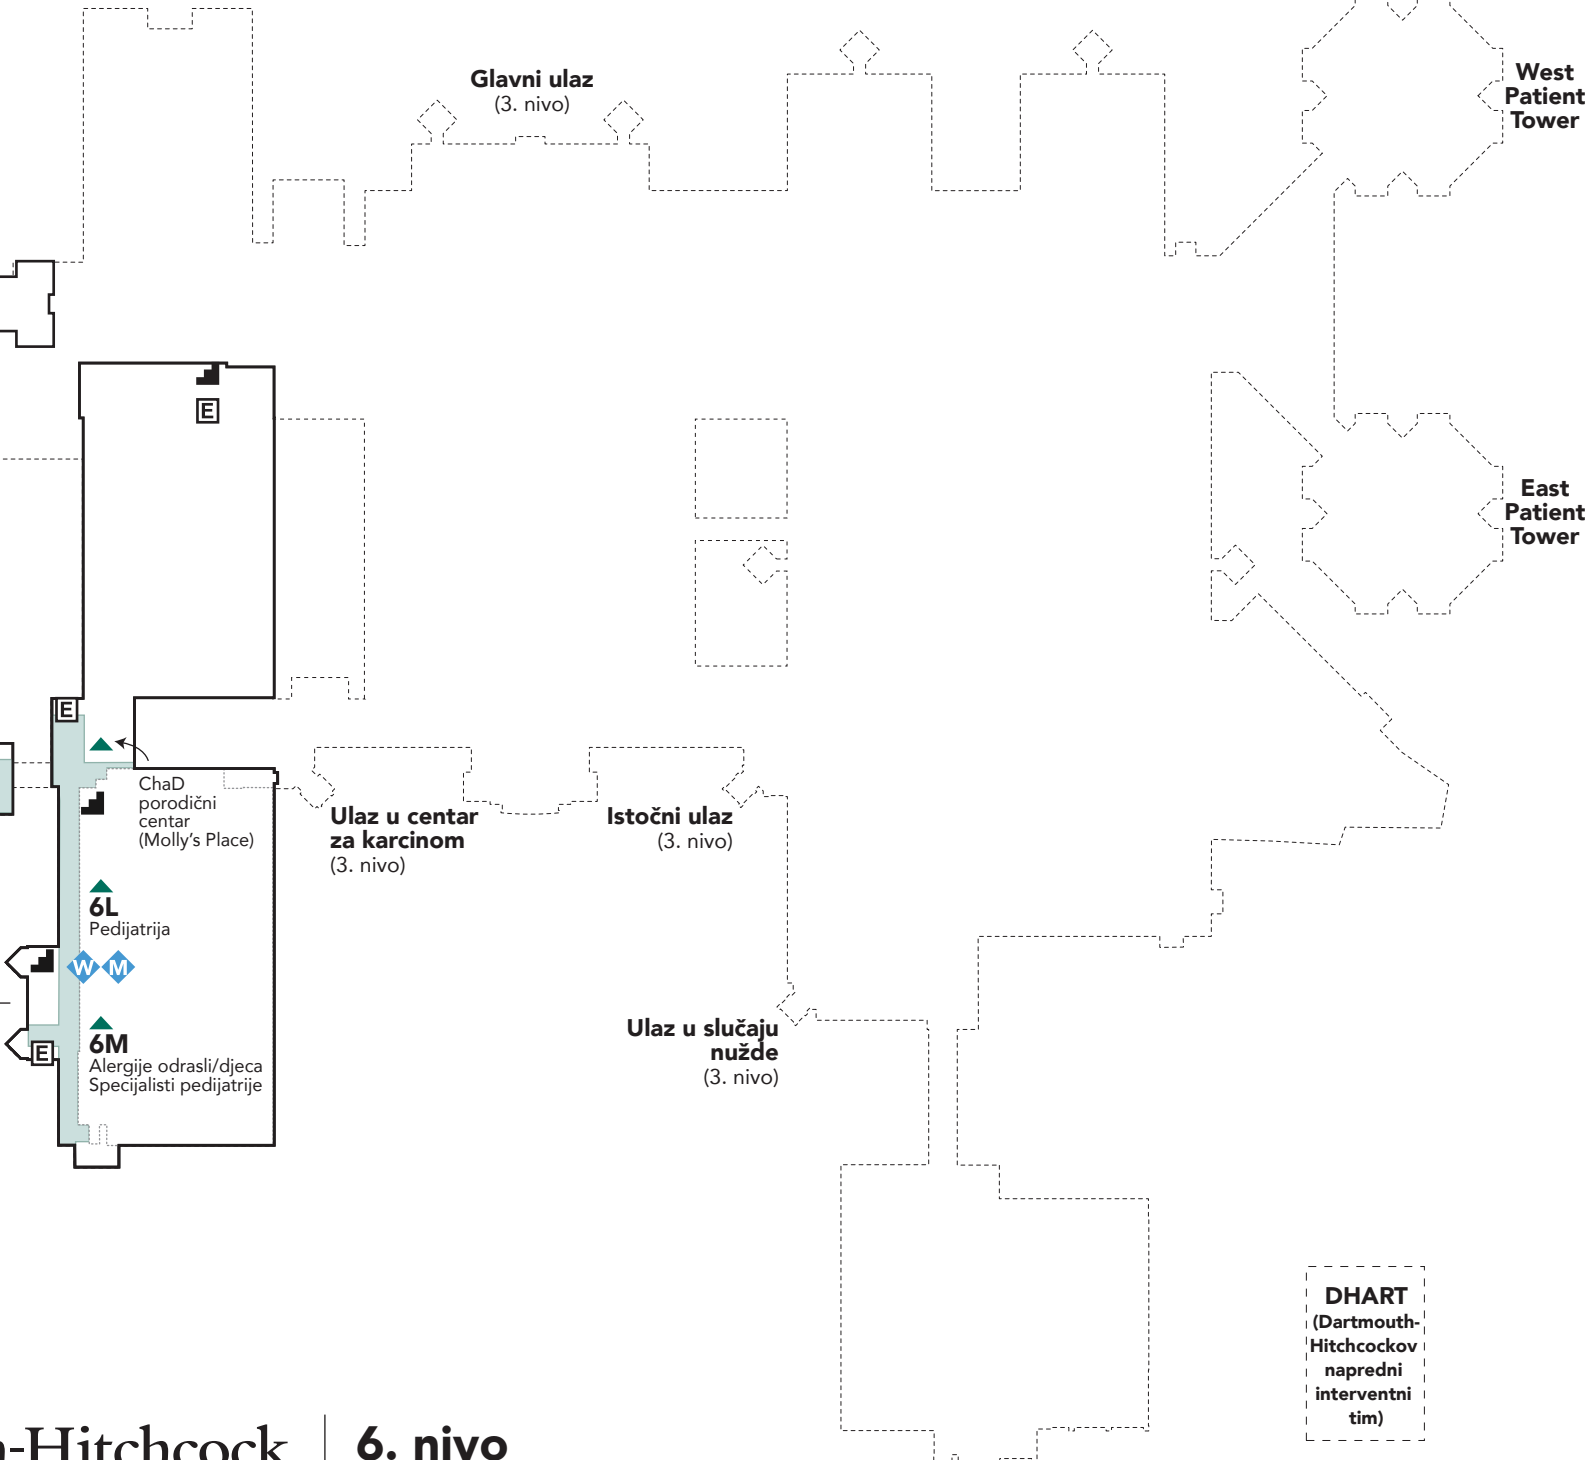 Glavni ulaz
(3. nivo)
West
Patient
Tower
E
East
Patient
Tower
E
ChaD
porodični
centar
(Molly's Place)
Ulaz u centar
za karcinom
(3. nivo)
Istočni ulaz
(3. nivo)
6L
Pedijatrija
W M
6M
Alergije odrasli/djeca
Specijalisti pedijatrije
E
Ulaz u slučaju
nužde
(3. nivo)
DHART
(Dartmouth-
Hitchcockov
napredni
interventni
tim)
-Hitchcock
6. nivo